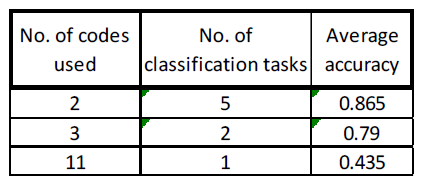 No. of codes used | No. of classification tasks | Average accuracy
2 | 5 | 0.865
3 | 2 | 0.79
11 | 1 | 0.435